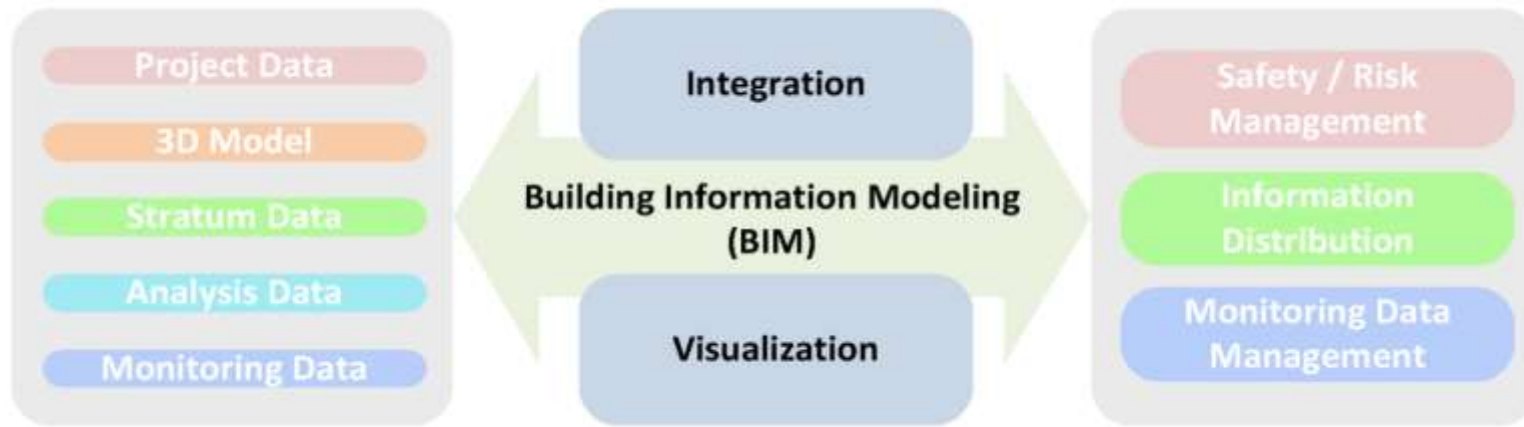 Project Data
3D Model
Stratum Data
Analysis Data
Monitoring Data
Integration
Building Information Modeling
(BIM)
Visualization
Safety / Risk
Management
Information
Distribution
Monitoring Data
Management